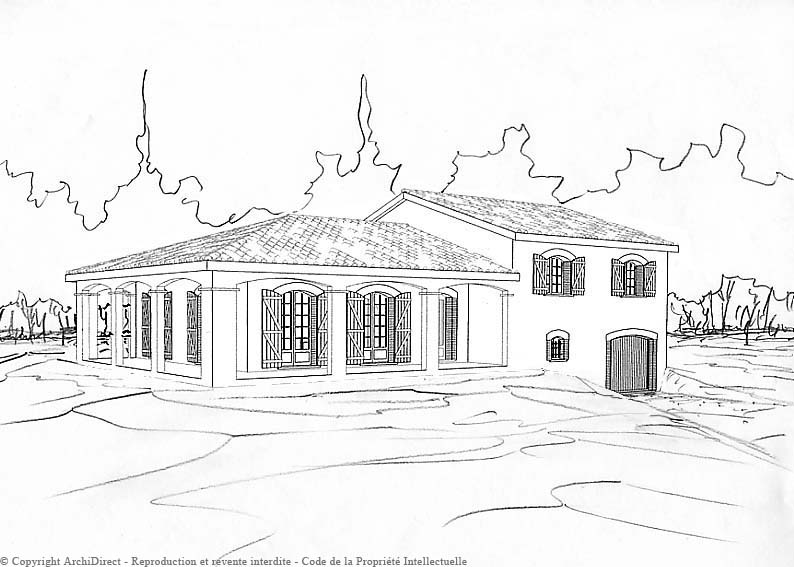 © Copyright ArchiDirect - Reproduction et revente interdite - Code de la Propriété Intellectuelle